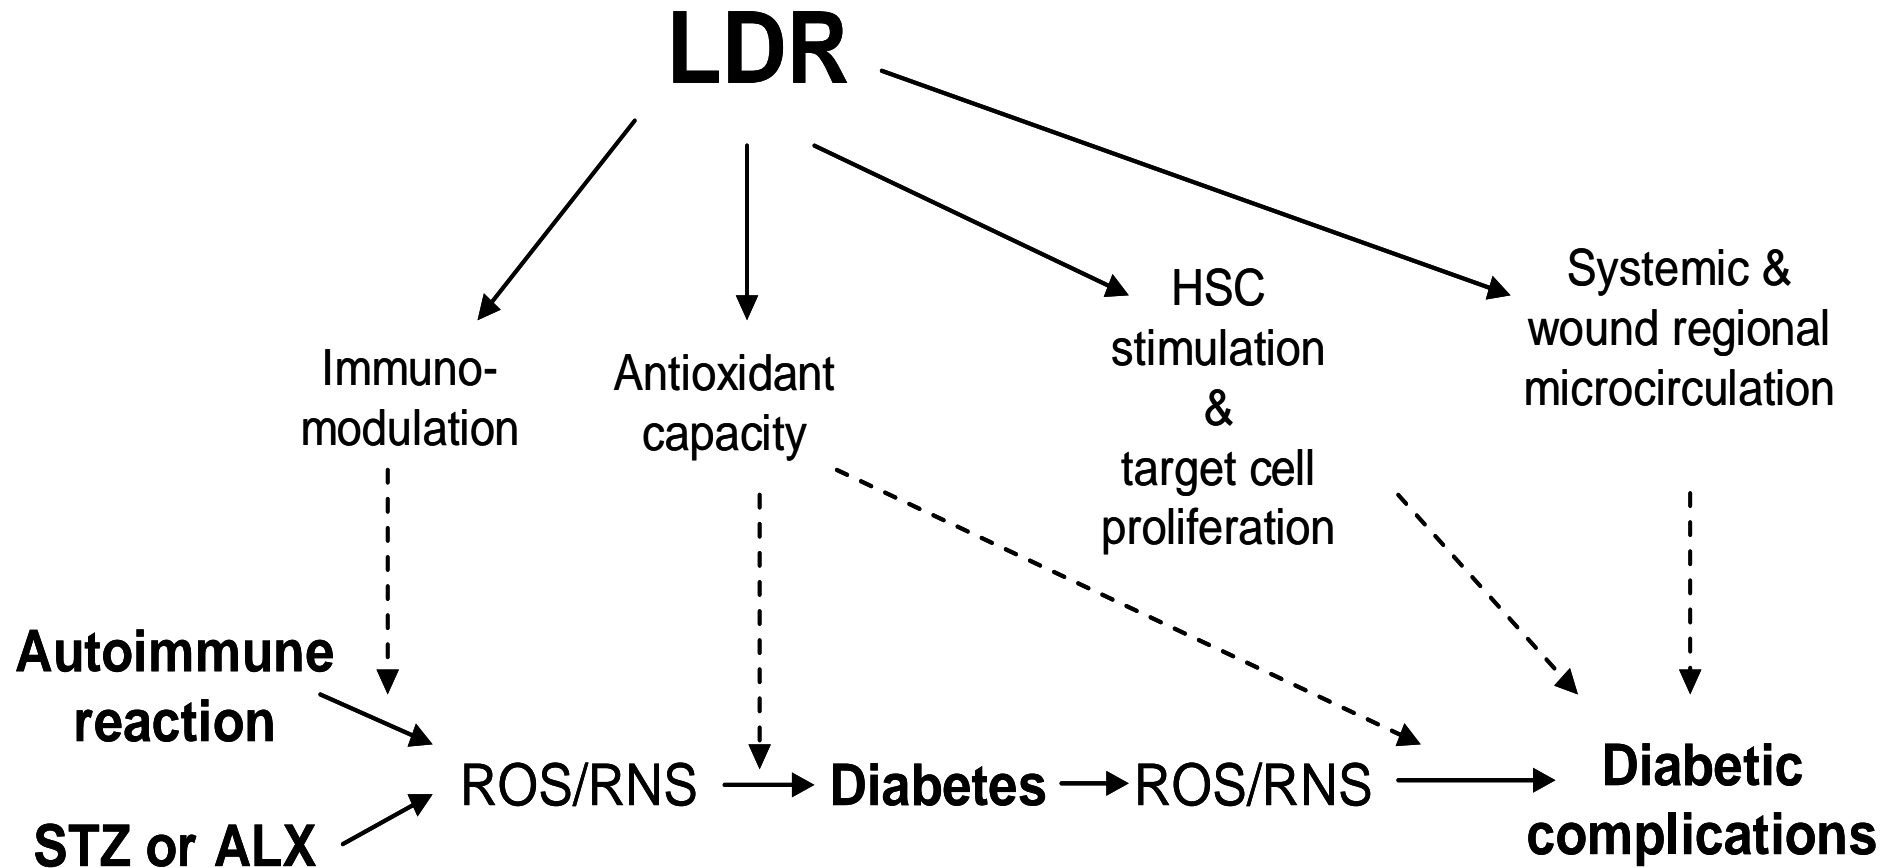 LDR
Immuno-
modulation
Antioxidant
capacity
HSC
stimulation
&
target cell
proliferation
Systemic &
wound regional
microcirculation
Autoimmune
reaction
STZ or ALX
ROS/RNS
Diabetes
ROS/RNS
Diabetic
complications